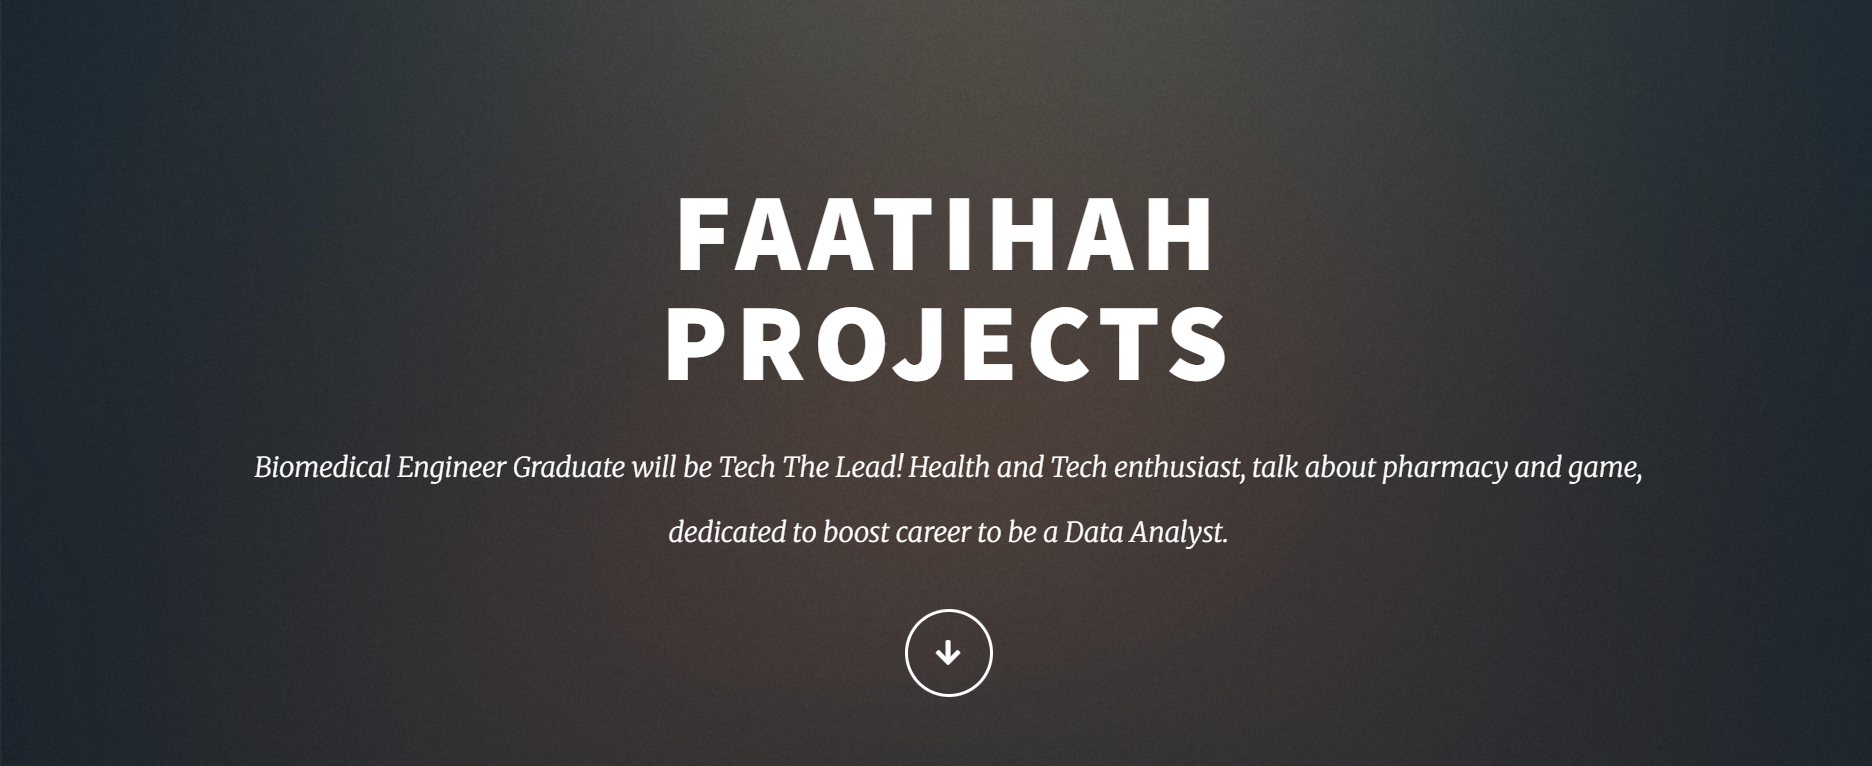 FAATIHAH
PROJECTS
Biomedical Engineer Graduate will be Tech The Lead! Health and Tech enthusiast, talk about pharmacy and game,
dedicated to boost career to be a Data Analyst.